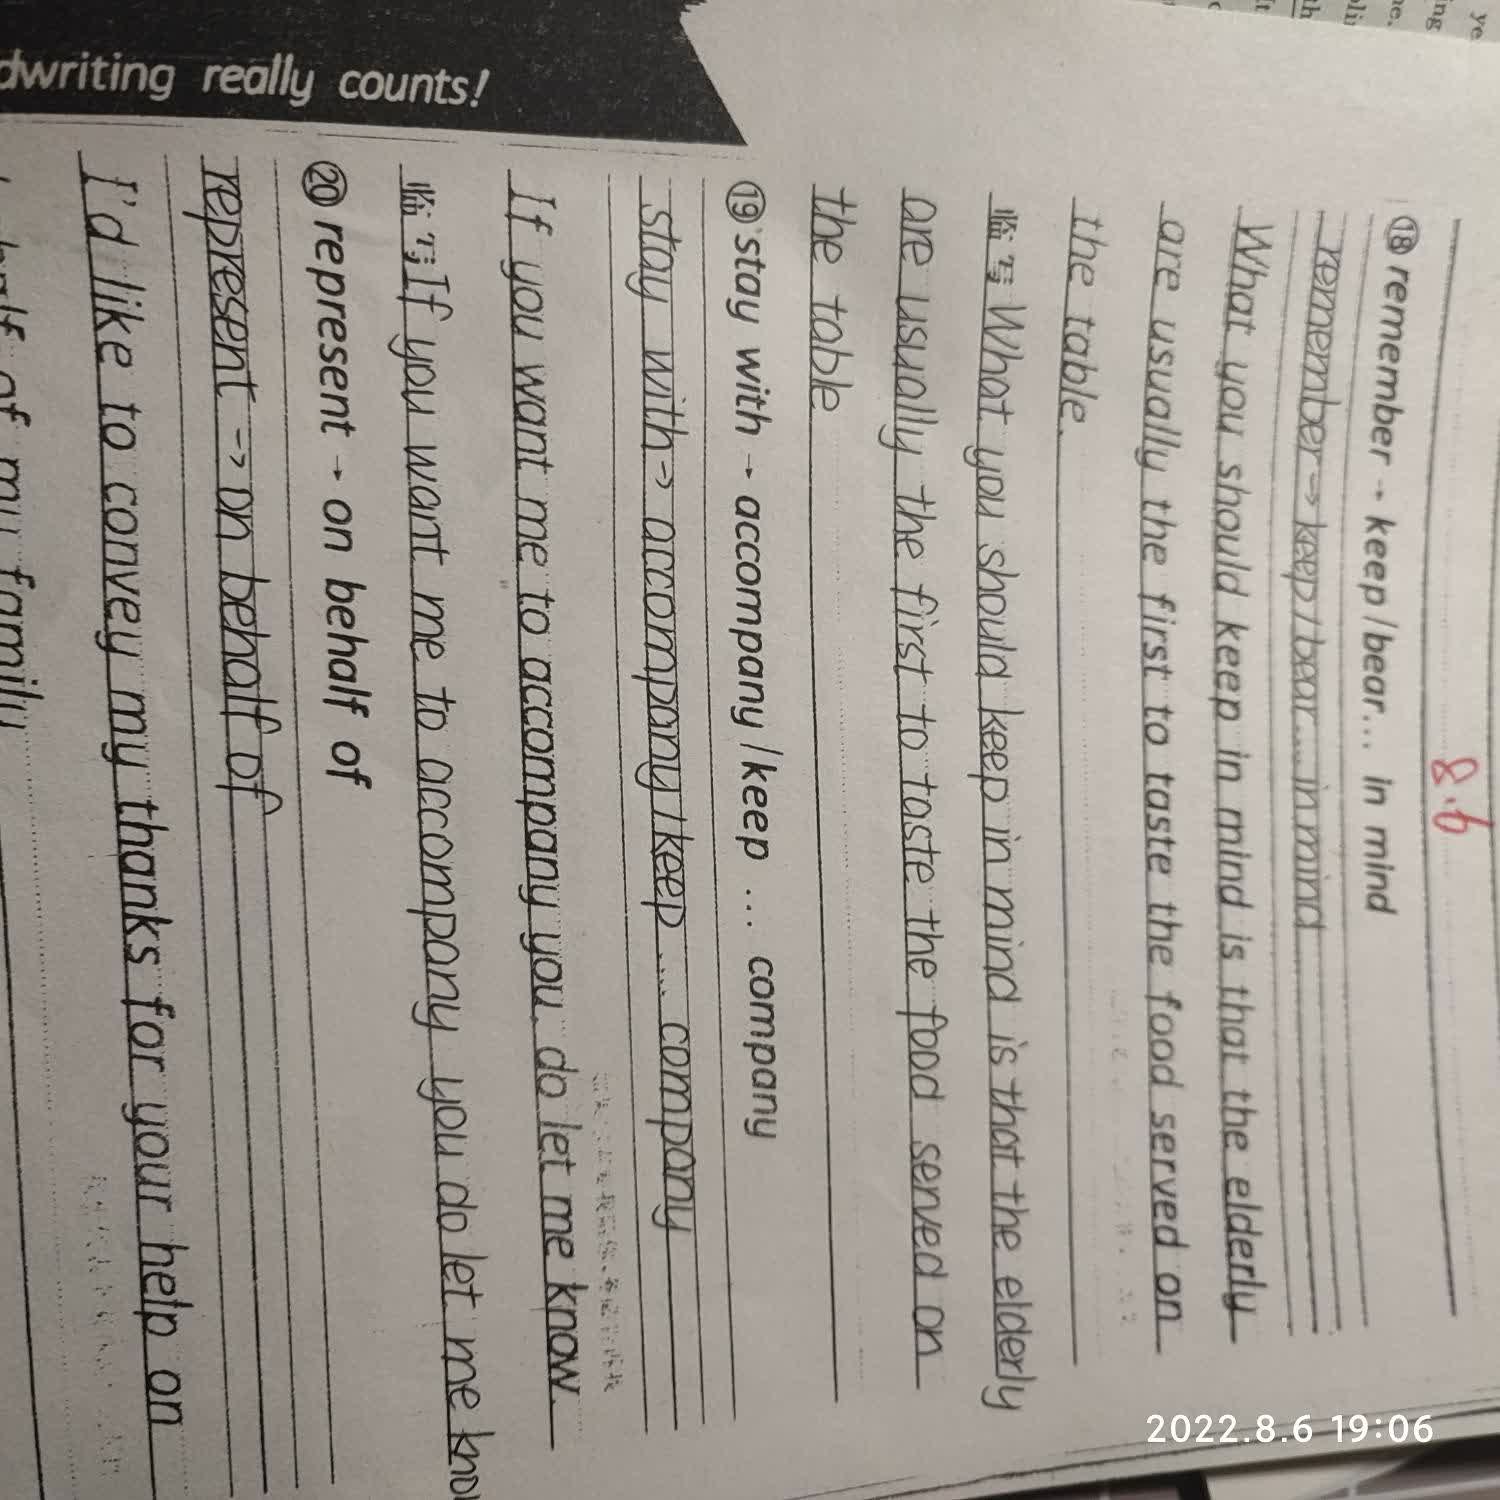 dwriting really counts!
8.6
⑱ remember → keep / bear... in mind
remember => keep / bear .... in mind
What you should keep in mind is that the elderly
are usually the first to taste the food served on
the table.
临写 What you should keep in mind is that the elderly
are usually the first to taste the food served on
the table
⑲ stay with → accompany / keep ... company
stay with => accompany / keep .... company
If you want me to accompany you, do let me know.
临写 If you want me to accompany you do let me know
⑳ represent → on behalf of
represent => on behalf of
I'd like to convey my thanks for your help on
behalf of my family
2022.8.6 19:06